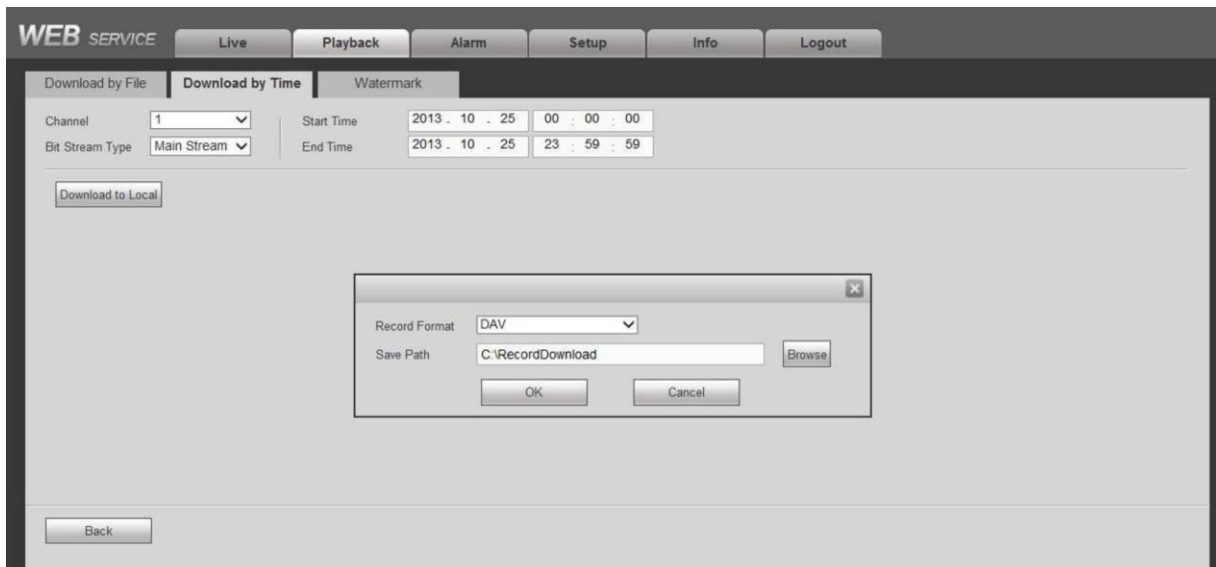 WEB SERVICE Live Playback Alarm Setup Info Logout
Download by File Download by Time Watermark
Channel 1 Start Time 2013 . 10 . 25 00 : 00 : 00
Bit Stream Type Main Stream End Time 2013 . 10 . 25 23 : 59 : 59
Download to Local
Record Format DAV
Save Path C:\RecordDownload Browse
OK Cancel
Back